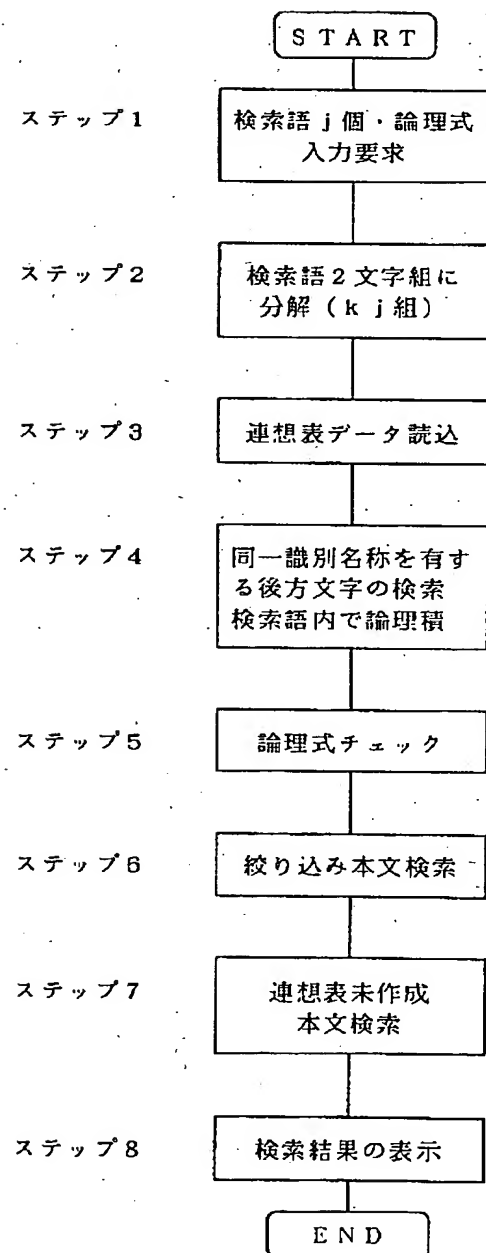 START
ステップ1
検索語j個・論理式
入力要求
ステップ2
検索語2文字組に
分解(kj組)
ステップ3
連想表データ読込
ステップ4
同一識別名称を有す
る後方文字の検索
検索語内で論理積
ステップ5
論理式チェック
ステップ6
絞り込み本文検索
ステップ7
連想表未作成
本文検索
ステップ8
検索結果の表示
END